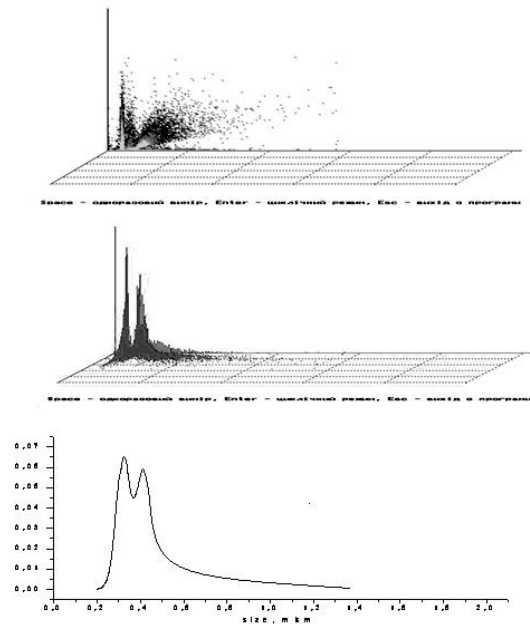 Space – одноразовий вимір, Enter – циклічний режим, Esc – вихід з програми
Space – одноразовий вимір, Enter – циклічний режим, Esc – вихід з програми
0,07
0,06
0,05
0,04
0,03
0,02
0,01
0,00
0,0 0,2 0,4 0,6 0,8 1,0 1,2 1,4 1,6 1,8 2,0
size, mkm